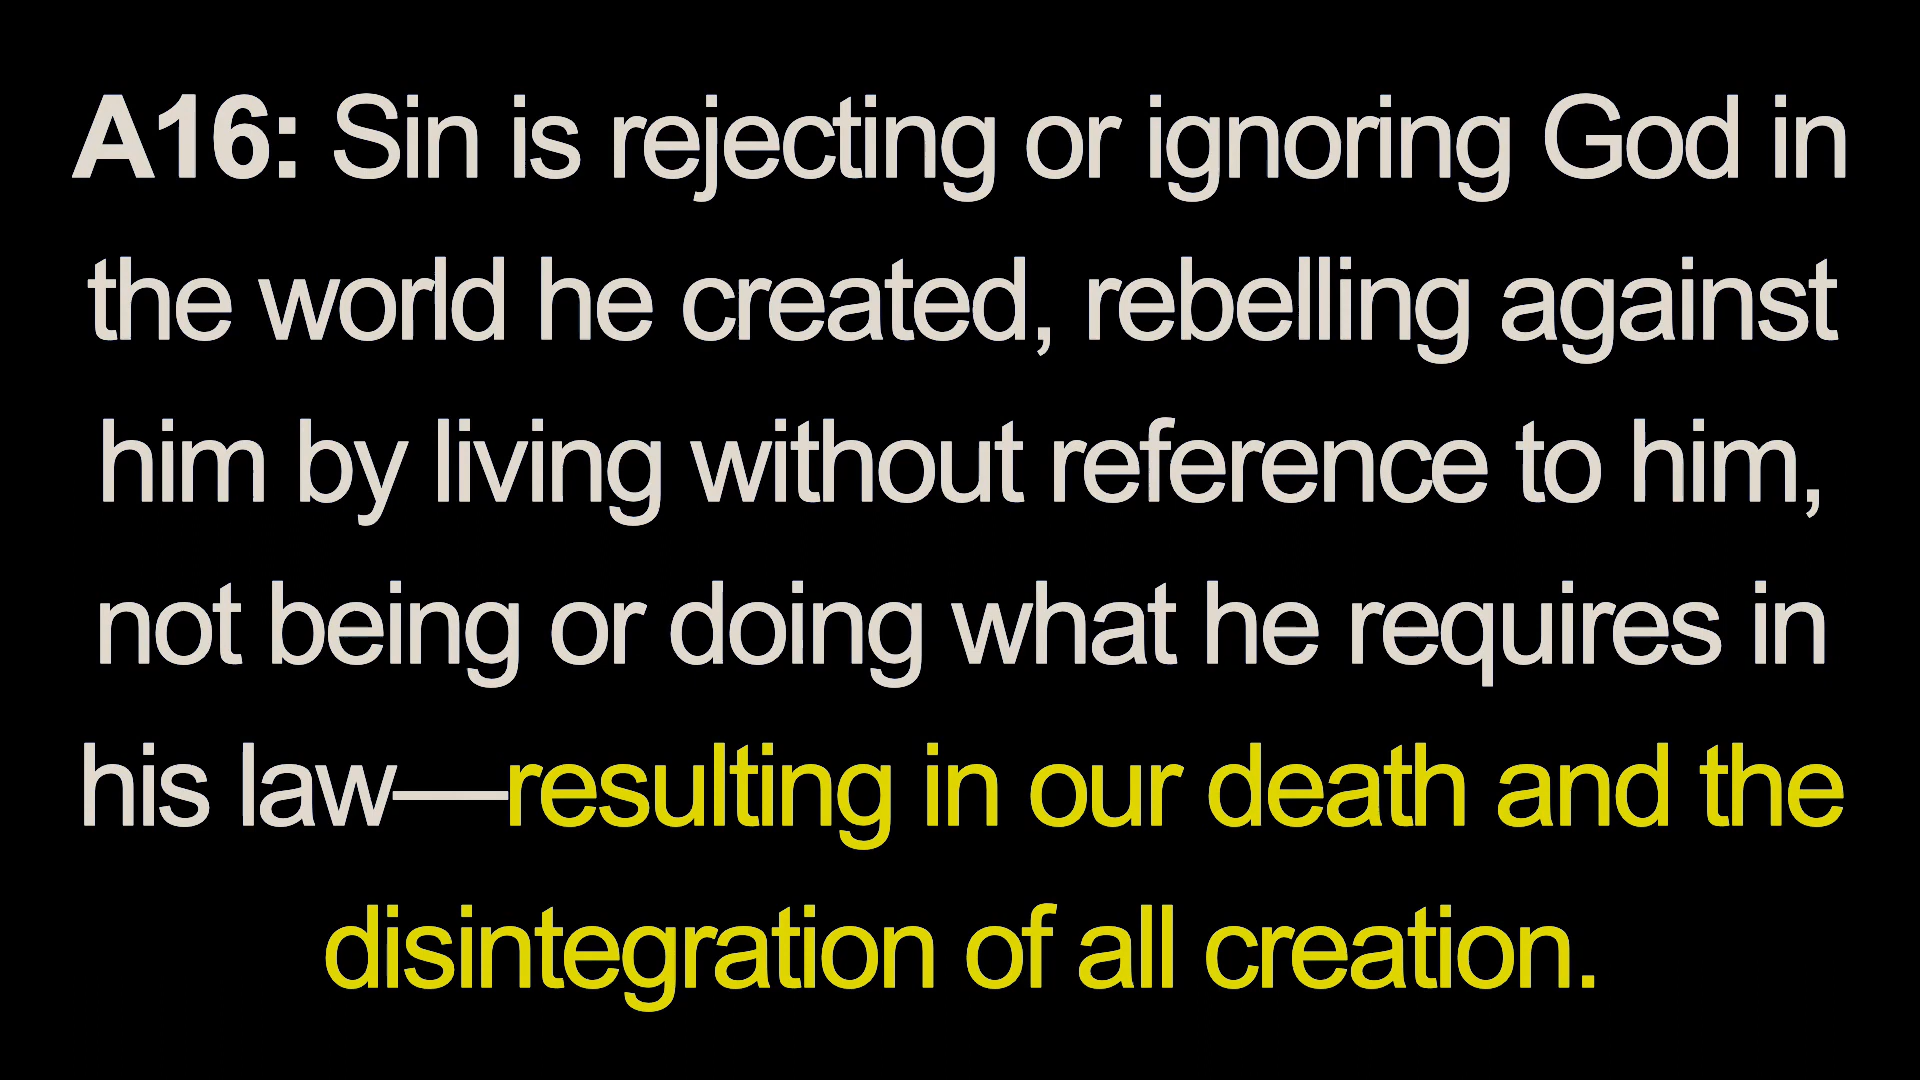 A16: Sin is rejecting or ignoring God in
the world he created, rebelling against
him by living without reference to him,
not being or doing what he requires in
his law—resulting in our death and the
disintegration of all creation.